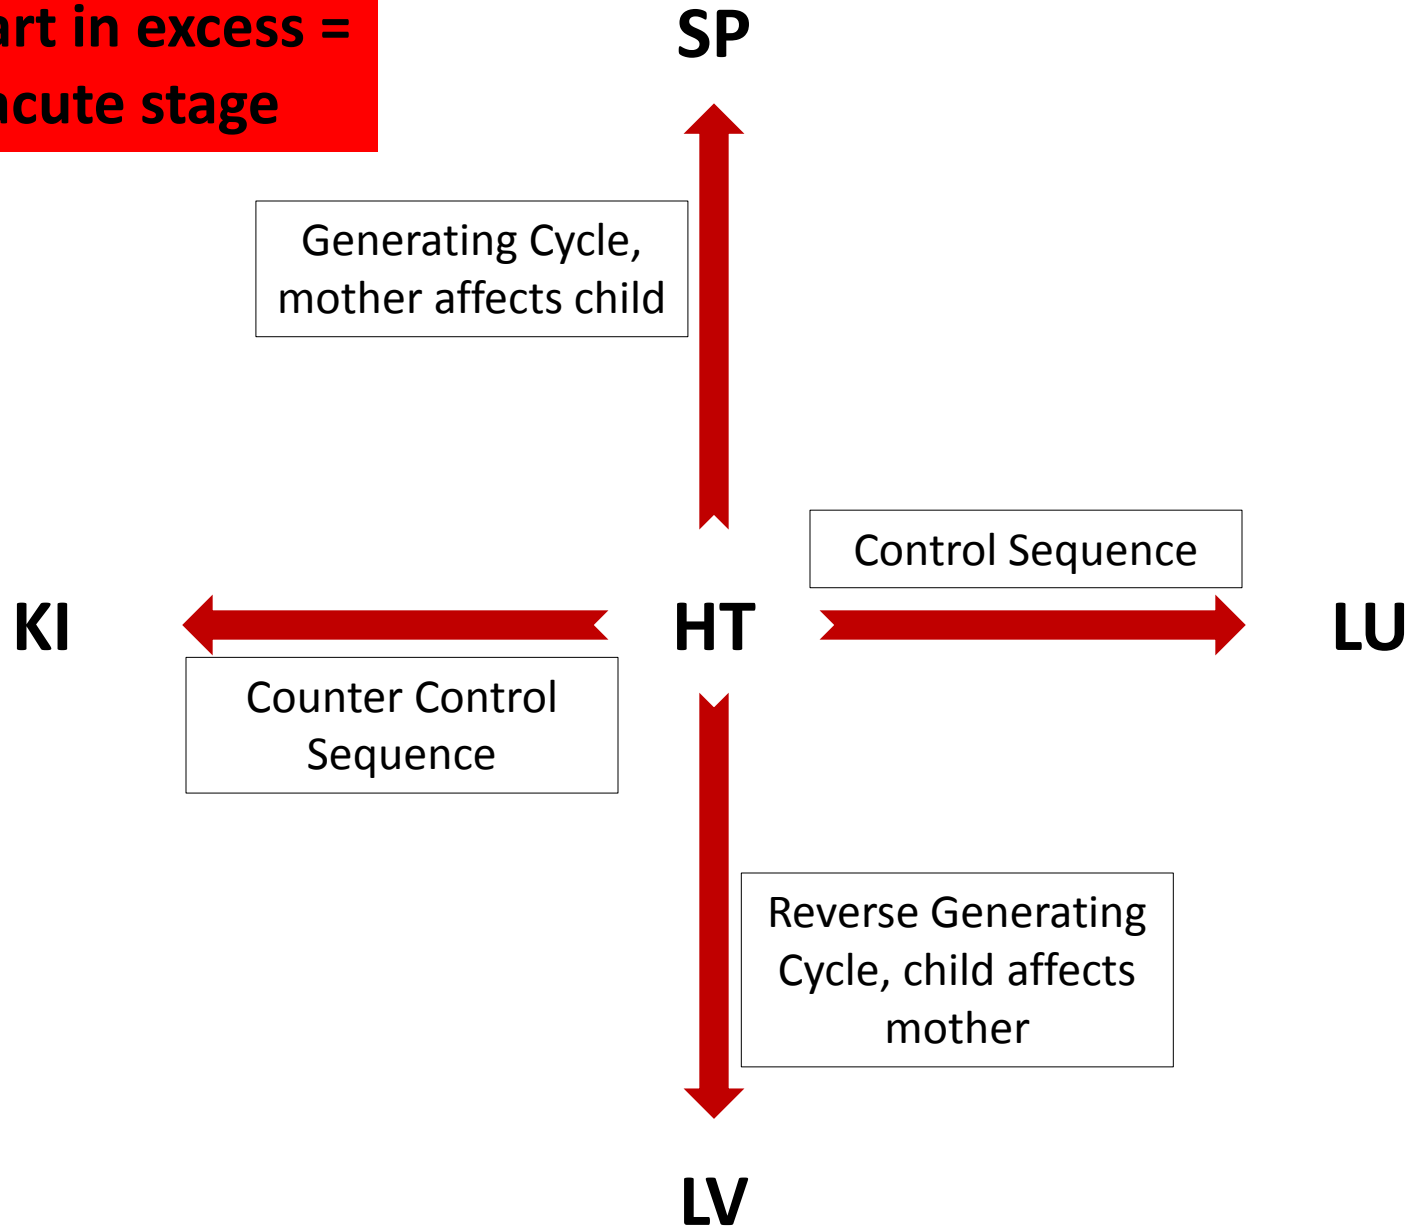 art in excess =
acute stage
SP
Generating Cycle,
mother affects child
Control Sequence
KI
HT
LU
Counter Control
Sequence
Reverse Generating
Cycle, child affects
mother
LV